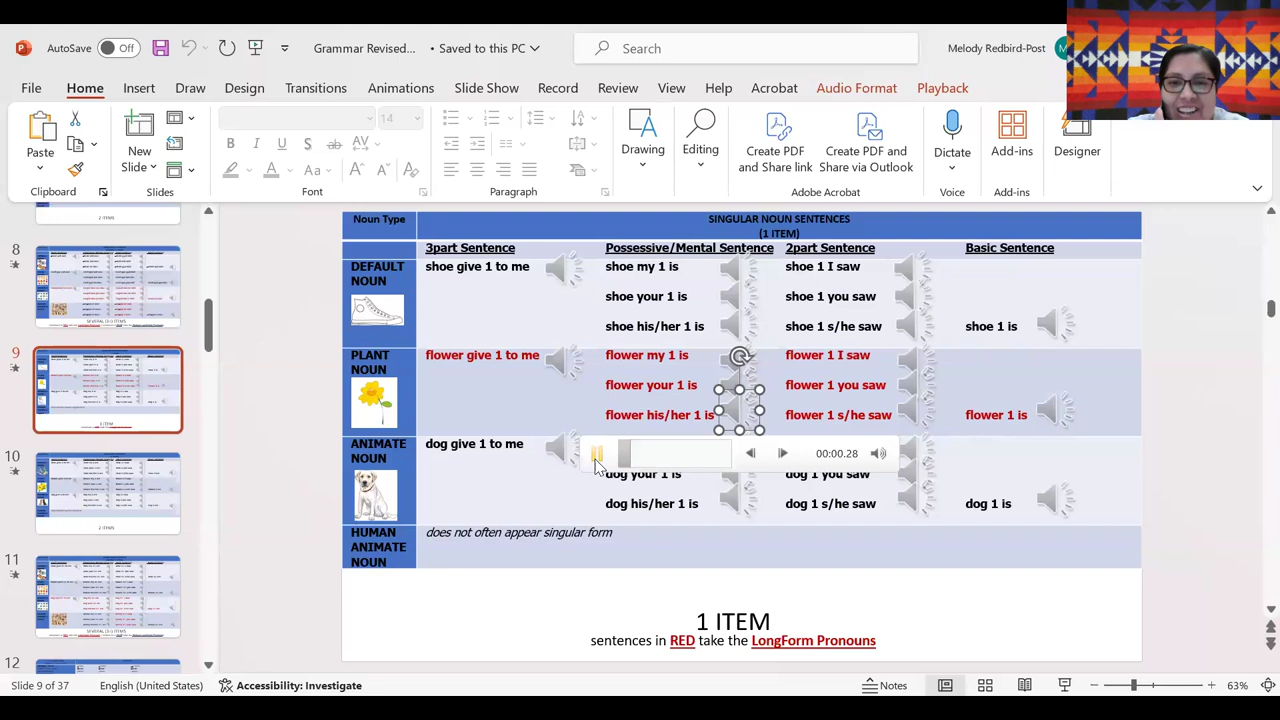 AutoSave Off Grammar Revised... • Saved to this PC Search Melody Redbird-Post
File Home Insert Draw Design Transitions Animations Slide Show Record Review View Help Acrobat Audio Format Playback
14
Paste New Slide Drawing Editing Create PDF and Share link Create PDF and Share via Outlook Dictate Add-ins Designer
Clipboard Slides Font Paragraph Adobe Acrobat Voice Add-ins
2 ITEMS
8
9
10
11
12
Noun Type SINGULAR NOUN SENTENCES
(1 ITEM)
3part Sentence Possessive/Mental Sentence 2part Sentence Basic Sentence
DEFAULT NOUN shoe give 1 to me shoe my 1 is shoe 1 I saw
shoe your 1 is shoe 1 you saw
shoe his/her 1 is shoe 1 s/he saw shoe 1 is
PLANT NOUN flower give 1 to me flower my 1 is flower 1 I saw
flower your 1 is flower 1 you saw
flower his/her 1 is flower 1 s/he saw flower 1 is
ANIMATE NOUN dog give 1 to me
00:00.28
dog your 1 is dog 1 you saw
dog his/her 1 is dog 1 s/he saw dog 1 is
HUMAN ANIMATE NOUN does not often appear singular form
1 ITEM
sentences in RED take the LongForm Pronouns
Slide 9 of 37 English (United States) Accessibility: Investigate Notes 63%